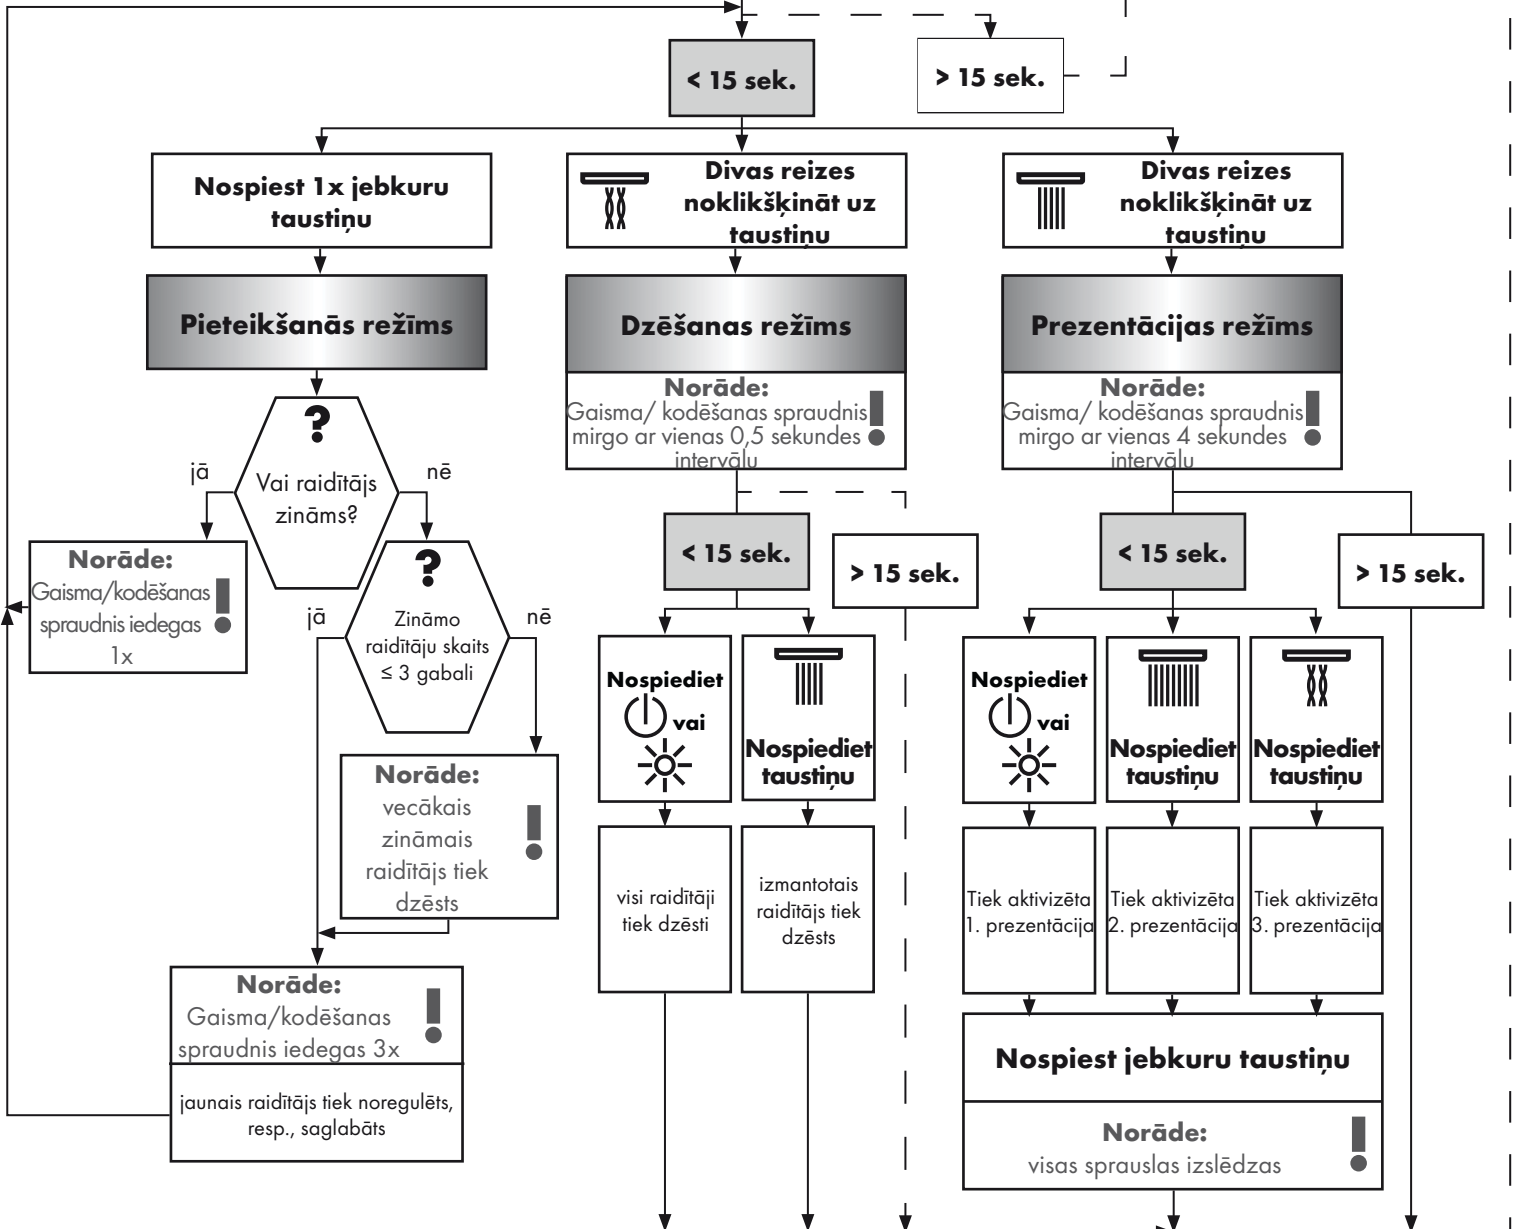 < 15 sek.
> 15 sek.
Nospiest 1x jebkuru
taustiņu
Divas reizes
noklikšķināt uz
taustiņu
Divas reizes
noklikšķināt uz
taustiņu
Pieteikšanās režīms
Dzēšanas režīms
Prezentācijas režīms
Norāde:
Gaisma/ kodēšanas spraudnis
mirgo ar vienas 0,5 sekundes
intervālu
Norāde:
Gaisma/ kodēšanas spraudnis
mirgo ar vienas 4 sekundes
intervālu
?
Vai raidītājs
zināms?
jā
nē
Norāde:
Gaisma/kodēšanas
spraudnis iedegas
1x
?
Zināmo
raidītāju skaits
≤ 3 gabali
jā
nē
Norāde:
vecākais
zināmais
raidītājs tiek
dzēsts
Norāde:
Gaisma/kodēšanas
spraudnis iedegas 3x
jaunais raidītājs tiek noregulēts,
resp., saglabāts
< 15 sek.
> 15 sek.
Nospiediet
vai
Nospiediet
taustiņu
visi raidītāji
tiek dzēsti
izmantotais
raidītājs tiek
dzēsts
< 15 sek.
> 15 sek.
Nospiediet
vai
Nospiediet
taustiņu
Nospiediet
taustiņu
Tiek aktivizēta
1. prezentācija
Tiek aktivizēta
2. prezentācija
Tiek aktivizēta
3. prezentācija
Nospiest jebkuru taustiņu
Norāde:
visas sprauslas izslēdzas